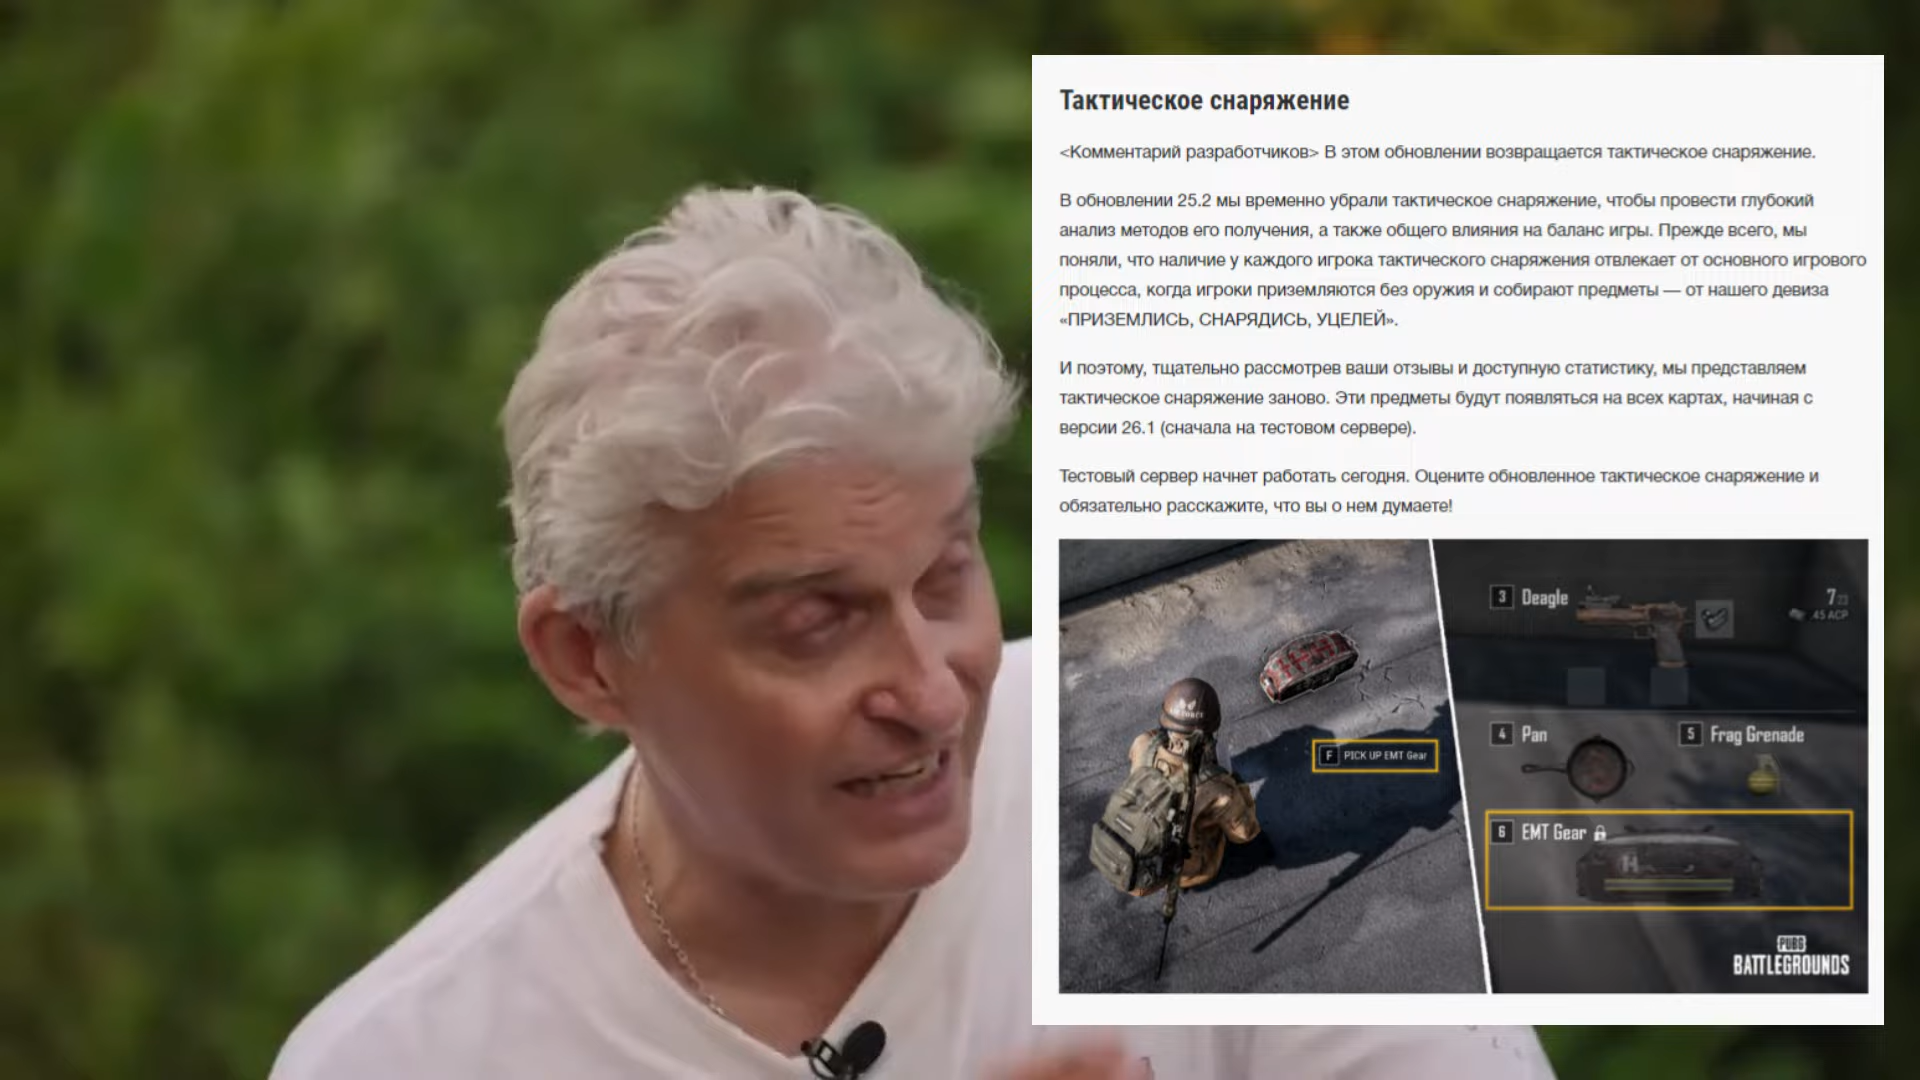 Тактическое снаряжение
<Комментарий разработчиков> В этом обновлении возвращается тактическое снаряжение.
В обновлении 25.2 мы временно убрали тактическое снаряжение, чтобы провести глубокий
анализ методов его получения, а также общего влияния на баланс игры. Прежде всего, мы
поняли, что наличие у каждого игрока тактического снаряжения отвлекает от основного игрового
процесса, когда игроки приземляются без оружия и собирают предметы — от нашего девиза
«ПРИЗЕМЛИСЬ, СНАРЯДИСЬ, УЦЕЛЕЙ».
И поэтому, тщательно рассмотрев ваши отзывы и доступную статистику, мы представляем
тактическое снаряжение заново. Эти предметы будут появляться на всех картах, начиная с
версии 26.1 (сначала на тестовом сервере).
Тестовый сервер начнет работать сегодня. Оцените обновленное тактическое снаряжение и
обязательно расскажите, что вы о нем думаете!
F PICK UP EMT Gear
3 Deagle 7
.45 ACP
4 Pan 5 Frag Grenade
6 EMT Gear
PUBG
BATTLEGROUNDS